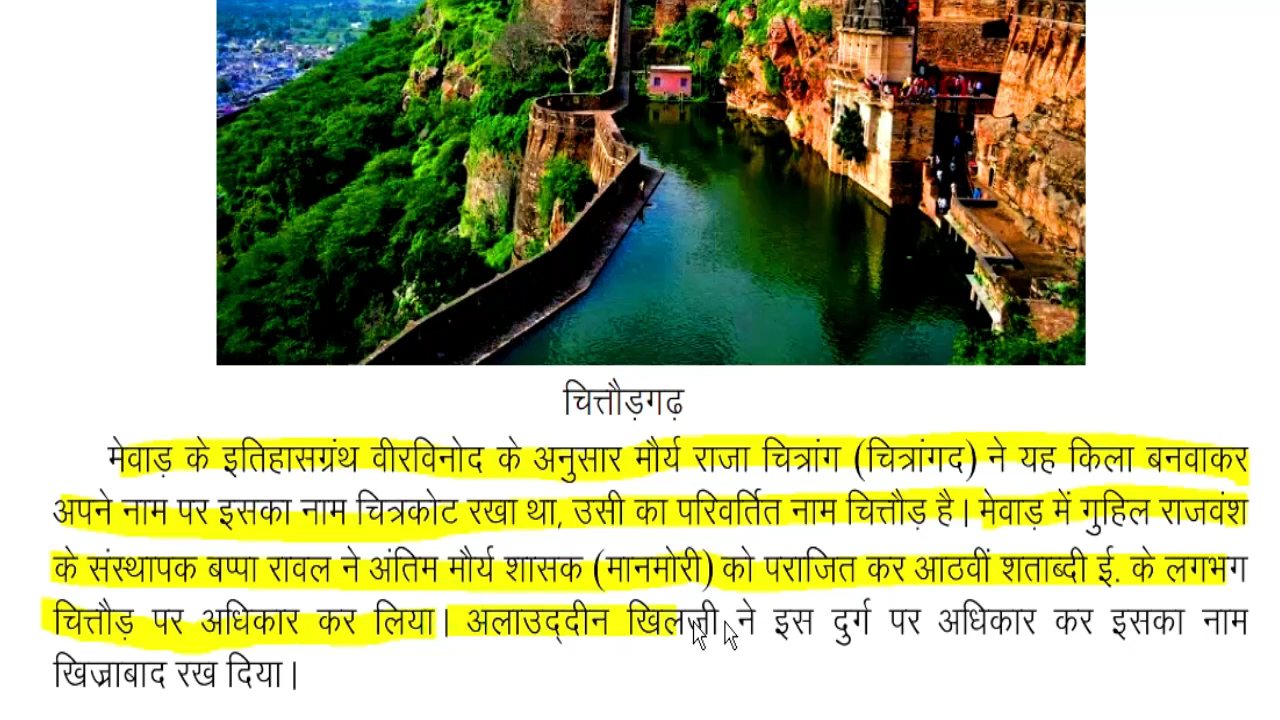 चित्तौड़गढ़
मेवाड़ के इतिहासग्रंथ वीरविनोद के अनुसार मौर्य राजा चित्रांग (चित्रांगद) ने यह किला बनवाकर
अपने नाम पर इसका नाम चित्रकोट रखा था, उसी का परिवर्तित नाम चित्तौड़ है। मेवाड़ में गुहिल राजवंश
के संस्थापक बप्पा रावल ने अंतिम मौर्य शासक (मानमोरी) को पराजित कर आठवीं शताब्दी ई. के लगभग
चित्तौड़ पर अधिकार कर लिया। अलाउद्दीन खिलजी ने इस दुर्ग पर अधिकार कर इसका नाम
खिज्राबाद रख दिया।